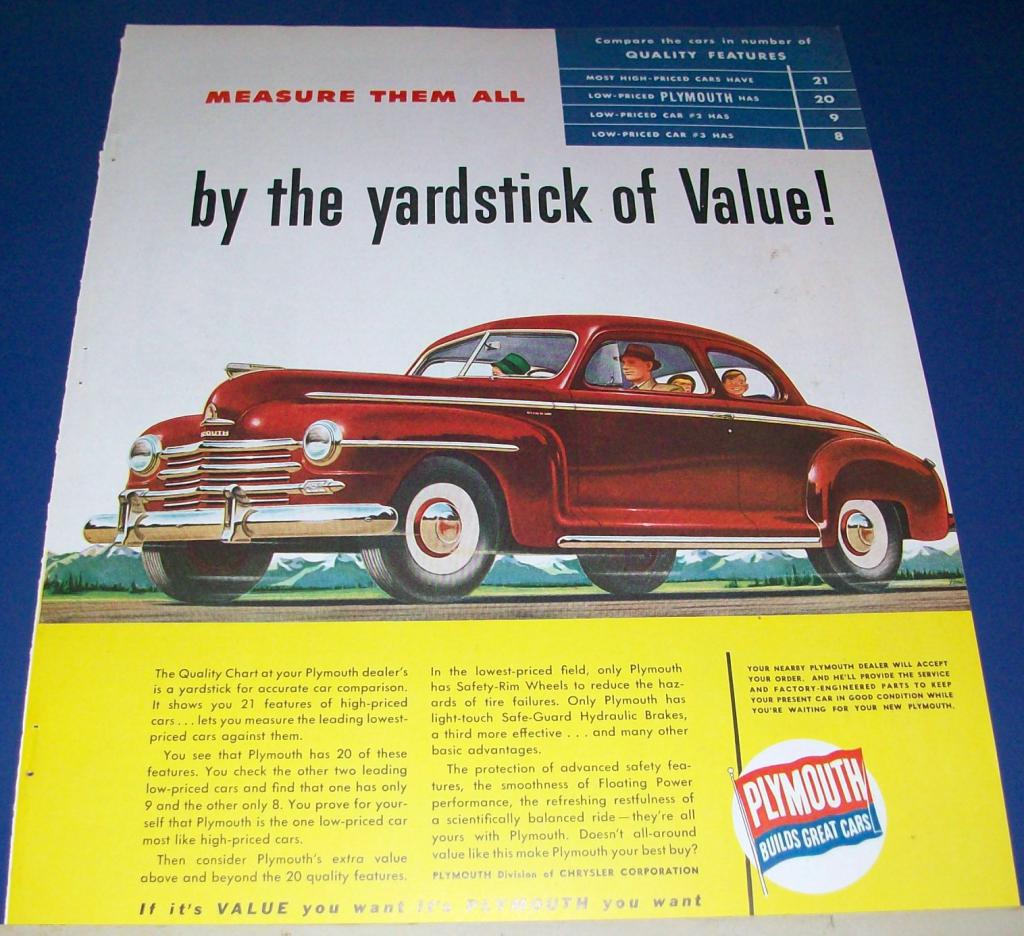 Compare the cars in number of
QUALITY FEATURES
MOST HIGH-PRICED CARS HAVE 21
LOW-PRICED PLYMOUTH HAS 20
LOW-PRICED CAR #2 HAS 9
LOW-PRICED CAR #3 HAS 8
MEASURE THEM ALL
by the yardstick of Value!
The Quality Chart at your Plymouth dealer's
is a yardstick for accurate car comparison.
It shows you 21 features of high-priced
cars . . . lets you measure the leading lowest-
priced cars against them.
You see that Plymouth has 20 of these
features. You check the other two leading
low-priced cars and find that one has only
9 and the other only 8. You prove for your-
self that Plymouth is the one low-priced car
most like high-priced cars.
Then consider Plymouth's extra value
above and beyond the 20 quality features.
In the lowest-priced field, only Plymouth
has Safety-Rim Wheels to reduce the haz-
ards of tire failures. Only Plymouth has
light-touch Safe-Guard Hydraulic Brakes,
a third more effective . . . and many other
basic advantages.
The protection of advanced safety fea-
tures, the smoothness of Floating Power
performance, the refreshing restfulness of
a scientifically balanced ride — they're all
yours with Plymouth. Doesn't all-around
value like this make Plymouth your best buy?
PLYMOUTH Division of CHRYSLER CORPORATION
If it's VALUE you want it's PLYMOUTH you want
YOUR NEARBY PLYMOUTH DEALER WILL ACCEPT
YOUR ORDER. AND HE'LL PROVIDE THE SERVICE
AND FACTORY-ENGINEERED PARTS TO KEEP
YOUR PRESENT CAR IN GOOD CONDITION WHILE
YOU'RE WAITING FOR YOUR NEW PLYMOUTH.
PLYMOUTH
BUILDS GREAT CARS